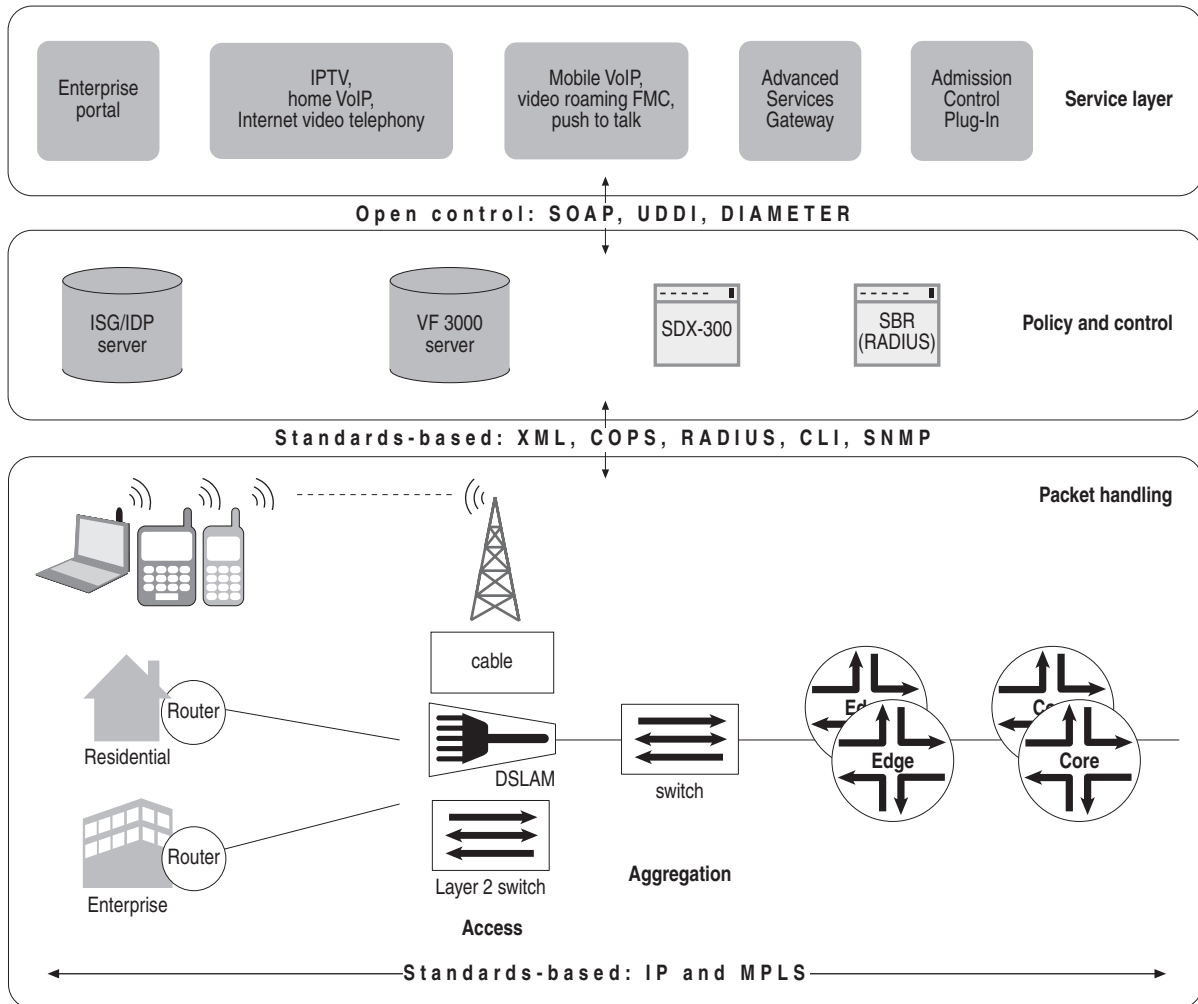 Enterprise
portal
IPTV,
home VoIP,
Internet video telephony
Mobile VoIP,
video roaming FMC,
push to talk
Advanced
Services
Gateway
Admission
Control
Plug-In
Service layer
Open control: SOAP, UDDI, DIAMETER
ISG/IDP
server
VF 3000
server
SDX-300
SBR
(RADIUS)
Policy and control
Standards-based: XML, COPS, RADIUS, CLI, SNMP
Packet handling
cable
Router
Residential
DSLAM
switch
Edge
Edge
Core
Core
Router
Enterprise
Layer 2 switch
Aggregation
Access
Standards-based: IP and MPLS